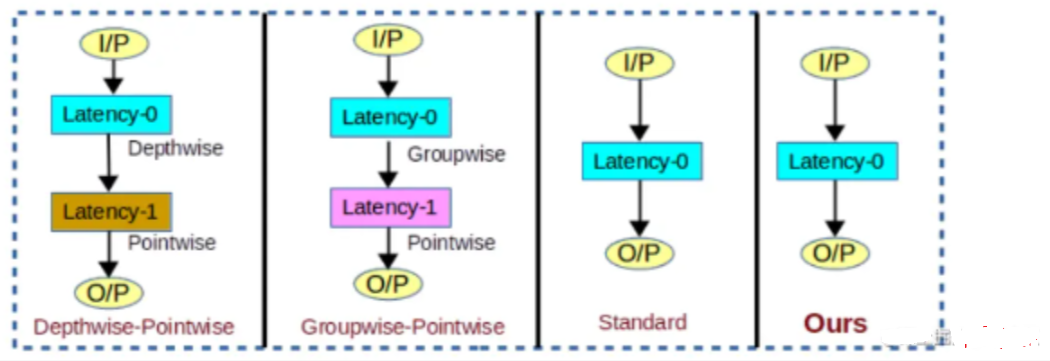 I/P
Latency-0
Depthwise
Latency-1
Pointwise
O/P
Depthwise-Pointwise
I/P
Latency-0
Groupwise
Latency-1
Pointwise
O/P
Groupwise-Pointwise
I/P
Latency-0
O/P
Standard
I/P
Latency-0
O/P
Ours